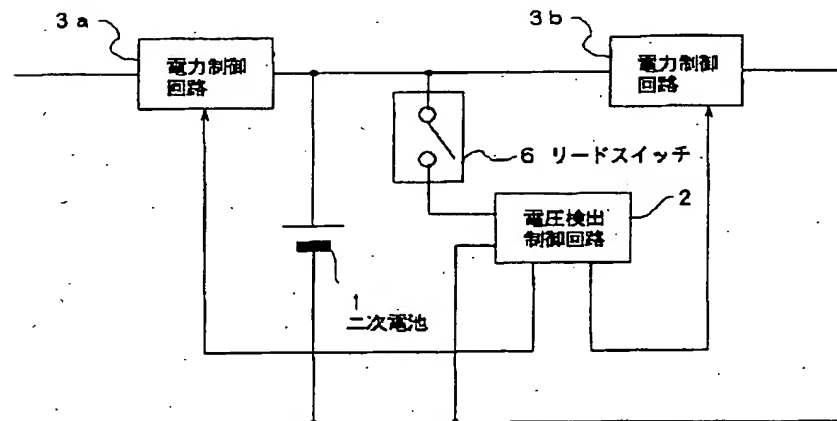 3a
電力制御
回路
3b
電力制御
回路
6 リードスイッチ
電圧検出
制御回路
2
1
二次電池